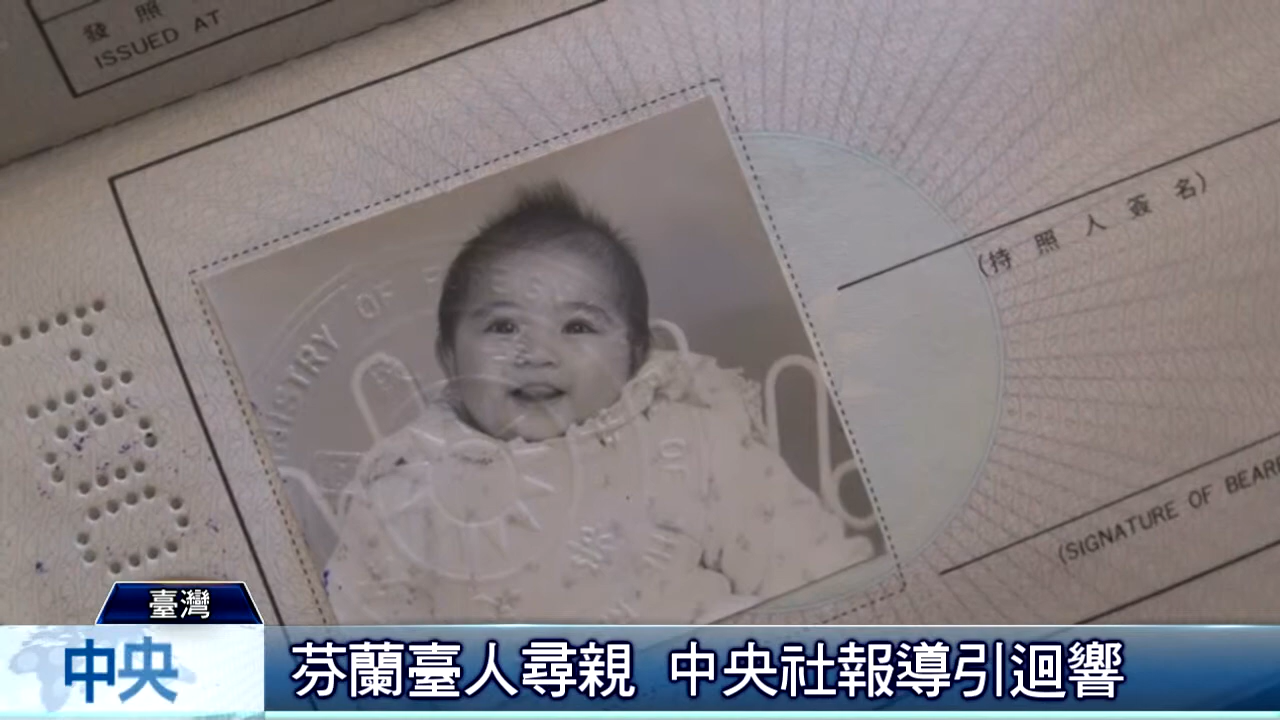 發照
ISSUED AT
MINISTRY OF
(持照人簽名)
(SIGNATURE OF BEARE
臺灣
中央
芬蘭臺人尋親 中央社報導引迴響